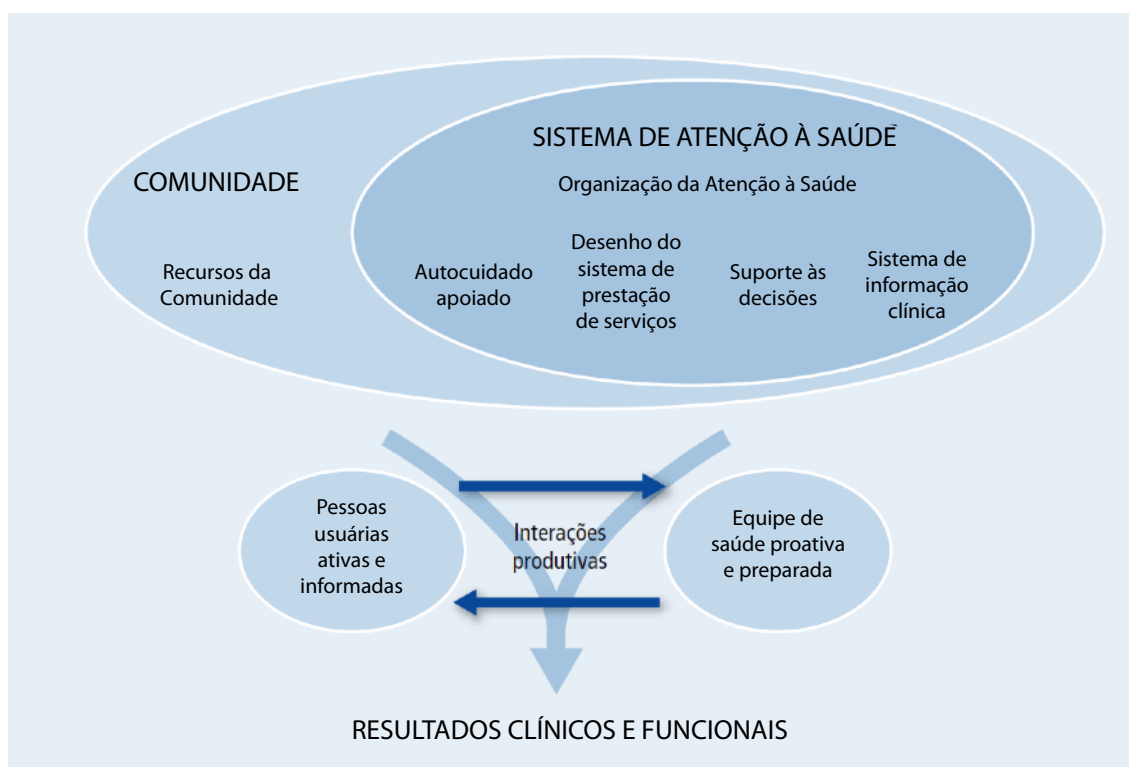 SISTEMA DE ATENÇÃO À SAÚDE
COMUNIDADE
Organização da Atenção à Saúde
Recursos da
Comunidade
Autocuidado
apoiado
Desenho do
sistema de
prestação
de serviços
Suporte às
decisões
Sistema de
informação
clínica
Pessoas
usuárias
ativas e
informadas
Interações
produtivas
Equipe de
saúde proativa
e preparada
RESULTADOS CLÍNICOS E FUNCIONAIS